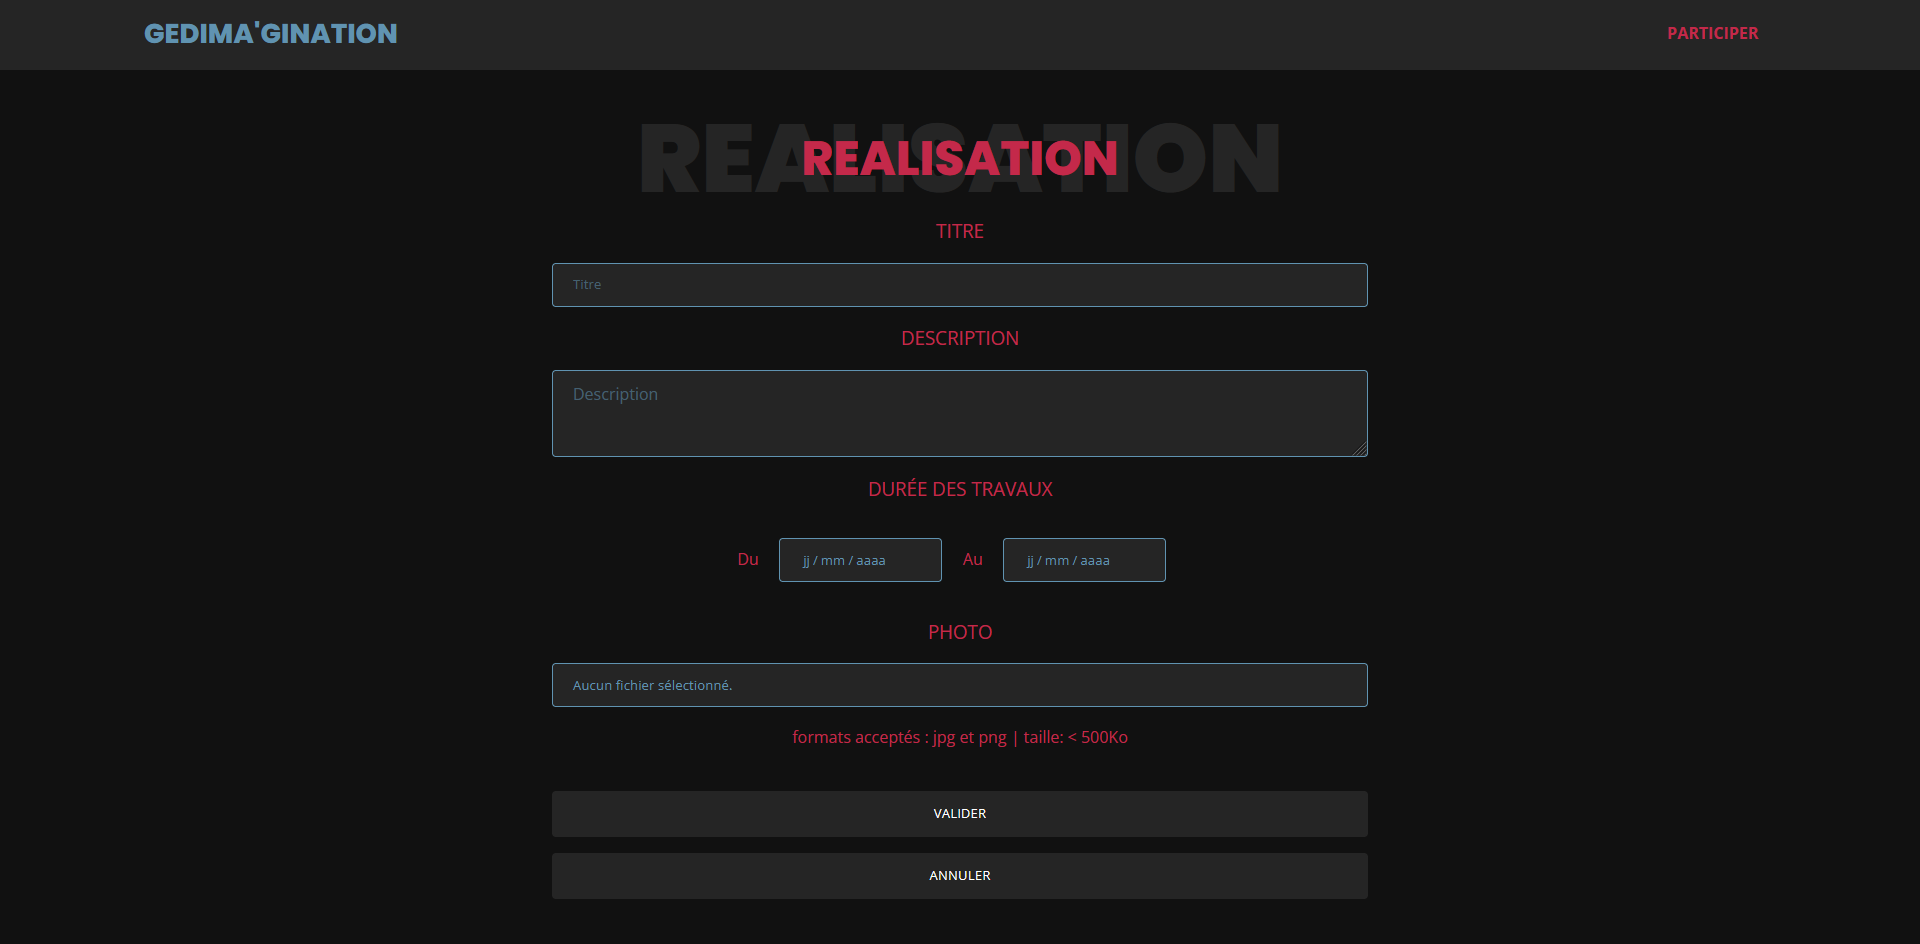 GEDIMA'GINATION
PARTICIPER
REALISATION
REALISATION
TITRE
Titre
DESCRIPTION
Description
DURÉE DES TRAVAUX
Du jj / mm / aaaa Au jj / mm / aaaa
PHOTO
Aucun fichier sélectionné.
formats acceptés : jpg et png | taille: < 500Ko
VALIDER
ANNULER